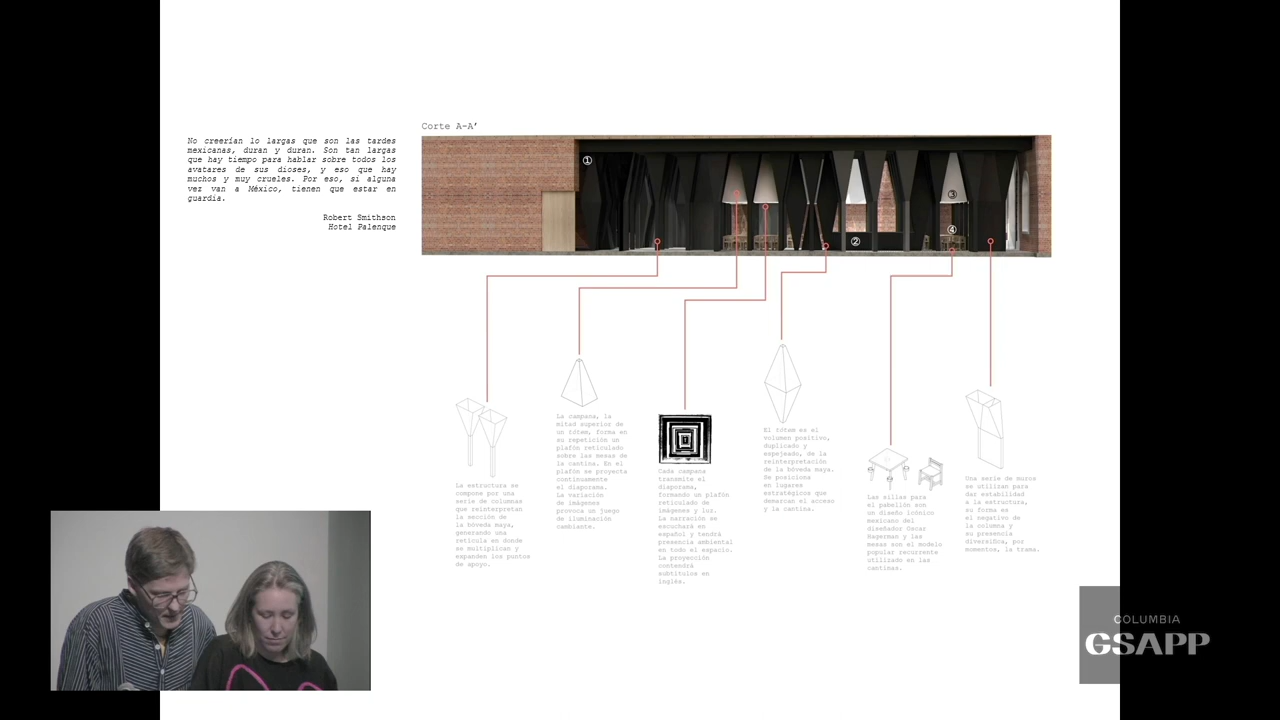 Corte A-A'
No creerían lo largas que son las tardes
mexicanas, duran y duran. Son tan largas
que hay tiempo para hablar sobre todos los
avatares de sus dioses, y eso que hay
muchos y muy crueles. Por eso, si alguna
vez van a México, tienen que estar en
guardia.
Robert Smithson
Hotel Palenque
①
②
③
④
La estructura se
compone por una
serie de columnas
que reinterpretan
la sección de
la bóveda maya,
generando una
retícula en donde
se multiplican y
expanden los puntos
de apoyo.
La campana, la
mitad superior de
un tótem, forma en
su repetición un
plafón reticulado
sobre las mesas de
la cantina. En el
plafón se proyecta
continuamente
el diaporama.
La variación
de imágenes
provoca un juego
de iluminación
cambiante.
Cada campana
transmite el
diaporama,
formando un plafón
reticulado de
imágenes y luz.
La narración se
escuchará en
español y tendrá
presencia ambiental
en todo el espacio.
La proyección
contendrá
subtítulos en
inglés.
El tótem es el
volumen positivo,
duplicado y
espejeado, de la
reinterpretación
de la bóveda maya.
Se posiciona
en lugares
estratégicos que
demarcan el acceso
y la cantina.
Las sillas para
el pabellón son
un diseño icónico
mexicano del
diseñador Oscar
Hagerman y las
mesas son el modelo
popular recurrente
utilizado en las
cantinas.
Una serie de muros
se utilizan para
dar estabilidad
a la estructura,
su forma es
el negativo de
la columna y
su presencia
diversifica, por
momentos, la trama.
COLUMBIA
GSAPP